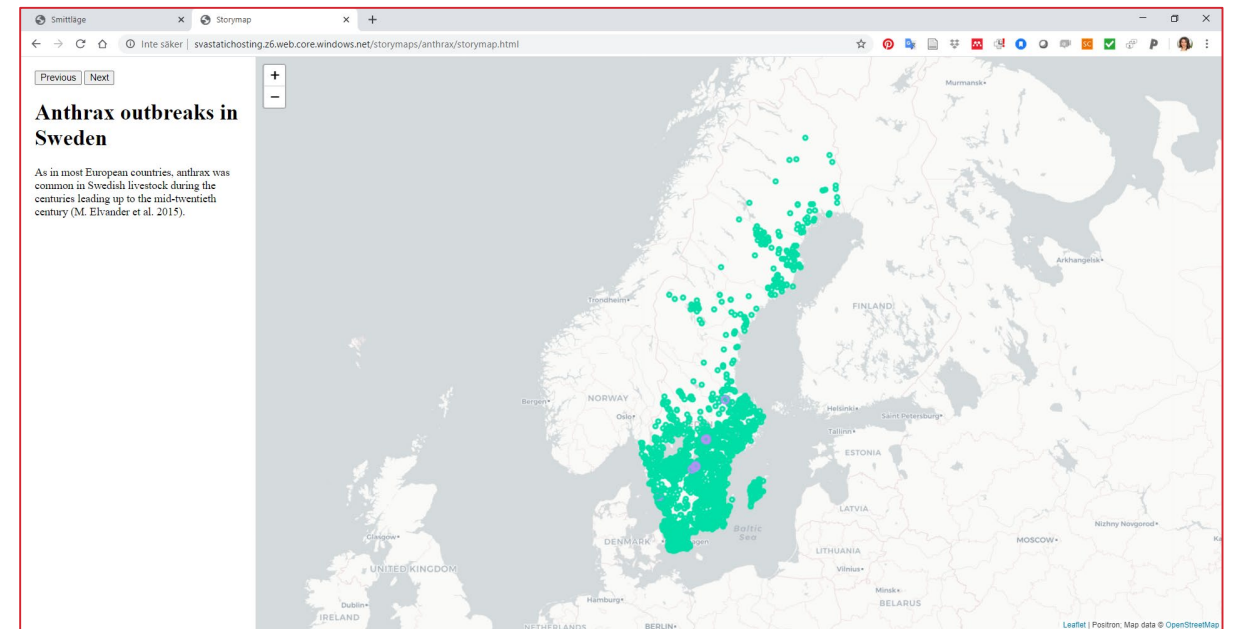 Smittläge
Storymap
Inte säker | svastatichosting.z6.web.core.windows.net/storymaps/anthrax/storymap.html
Previous Next
Anthrax outbreaks in
Sweden
As in most European countries, anthrax was
common in Swedish livestock during the
centuries leading up to the mid-twentieth
century (M. Elvander et al. 2015).
+
−
Murmansk
Arkhangelsk
Trondheim
FINLAND
Bergen
NORWAY
Oslo
Helsinki
Saint Petersburg
Tallinn
ESTONIA
LATVIA
Baltic
Sea
Nizhny Novgorod
Glasgow
DENMARK
MOSCOW
LITHUANIA
UNITED KINGDOM
Vilnius
Minsk
Hamburg
BELARUS
Dublin
IRELAND
NETHERLANDS
BERLIN
Leaflet | Positron; Map data © OpenStreetMap